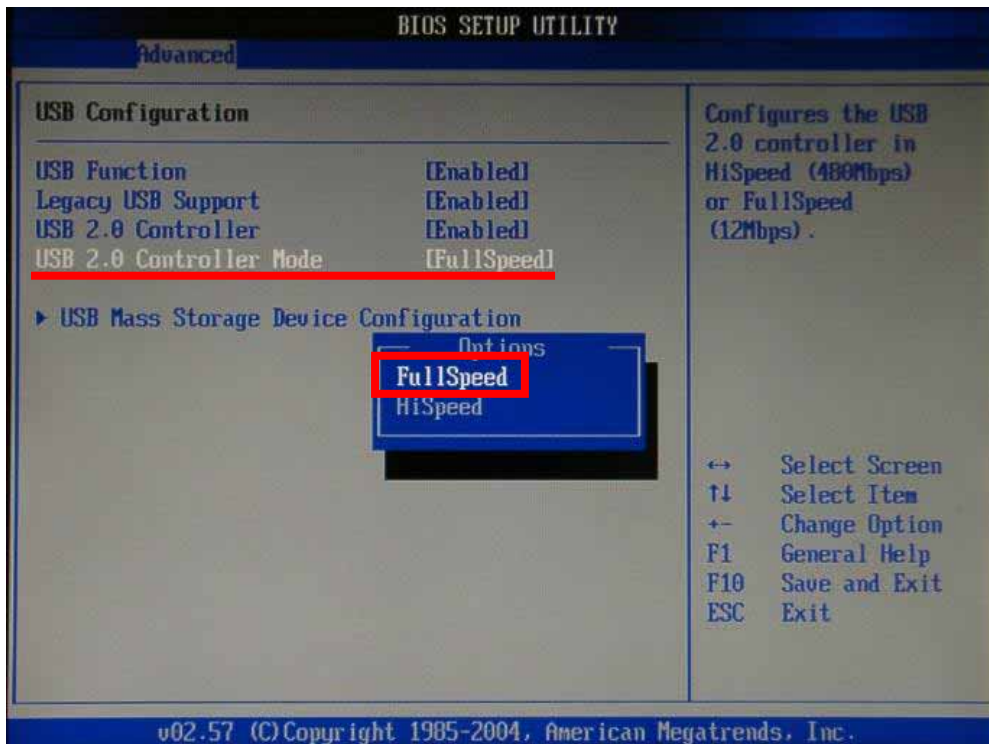 BIOS SETUP UTILITY
Advanced
USB Configuration
USB Function [Enabled]
Legacy USB Support [Enabled]
USB 2.0 Controller [Enabled]
USB 2.0 Controller Mode [FullSpeed]
▶ USB Mass Storage Device Configuration
Options
FullSpeed
HiSpeed
Configures the USB
2.0 controller in
HiSpeed (480Mbps)
or FullSpeed
(12Mbps).
↔ Select Screen
↑↓ Select Item
+- Change Option
F1 General Help
F10 Save and Exit
ESC Exit
v02.57 (C)Copyright 1985-2004, American Megatrends, Inc.